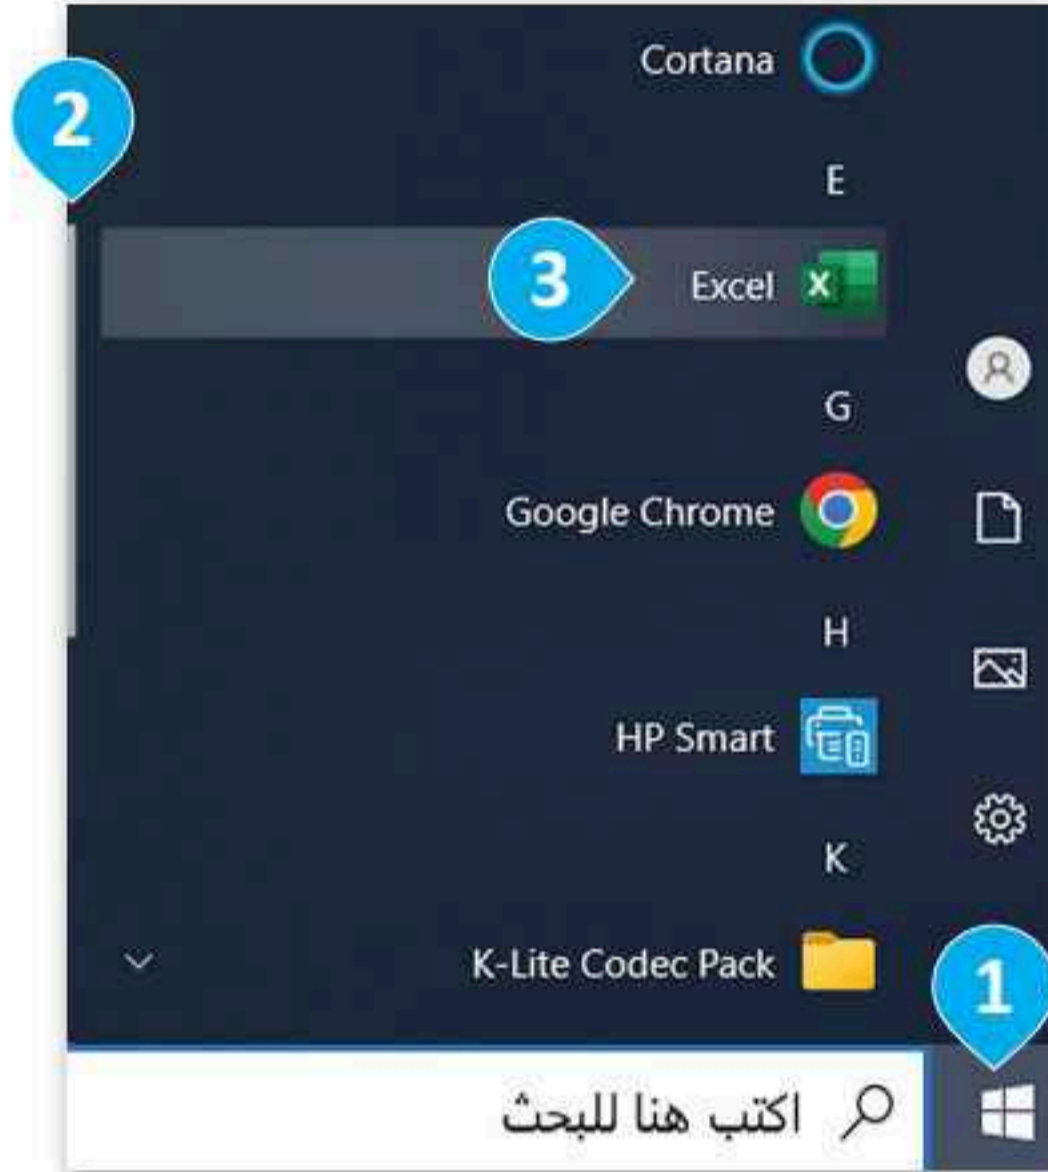 Cortana
2
E
3 Excel
G
Google Chrome
H
HP Smart
K
K-Lite Codec Pack
1
اكتب هنا للبحث